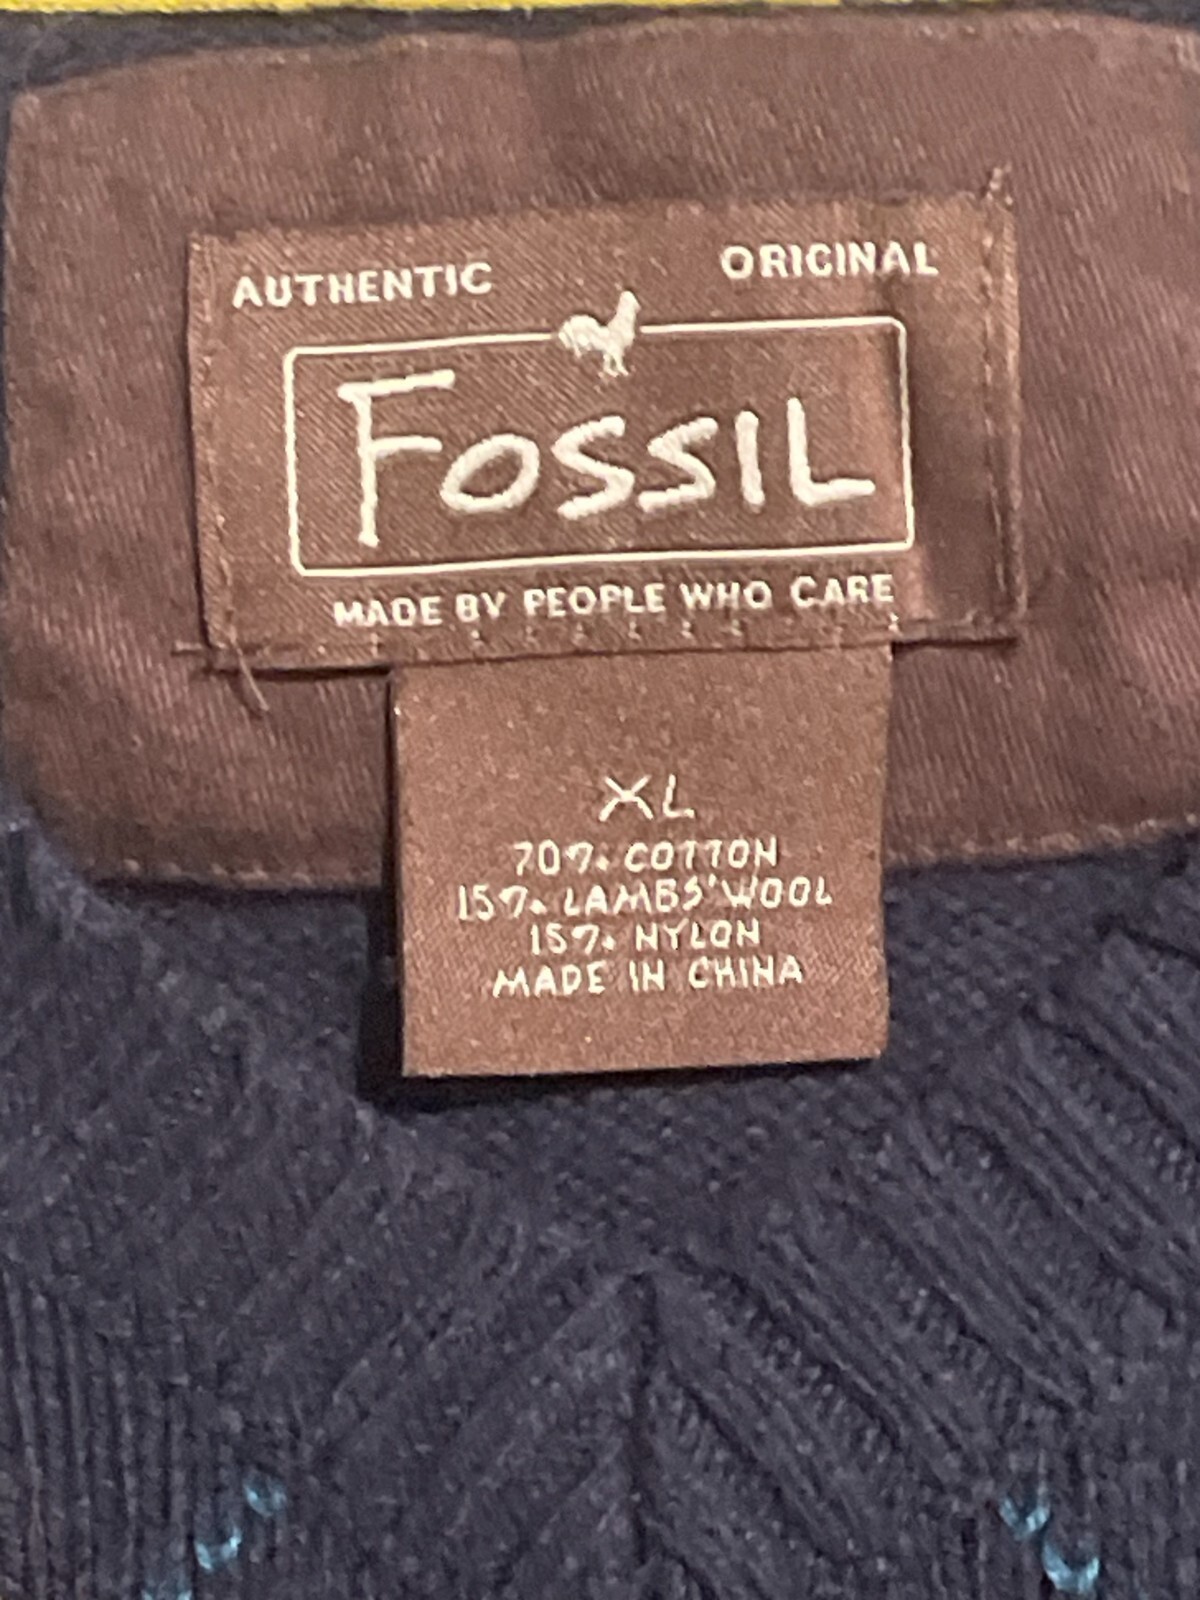 AUTHENTIC ORIGINAL
FOSSIL
MADE BY PEOPLE WHO CARE
XL
70% COTTON
15% LAMBS' WOOL
15% NYLON
MADE IN CHINA